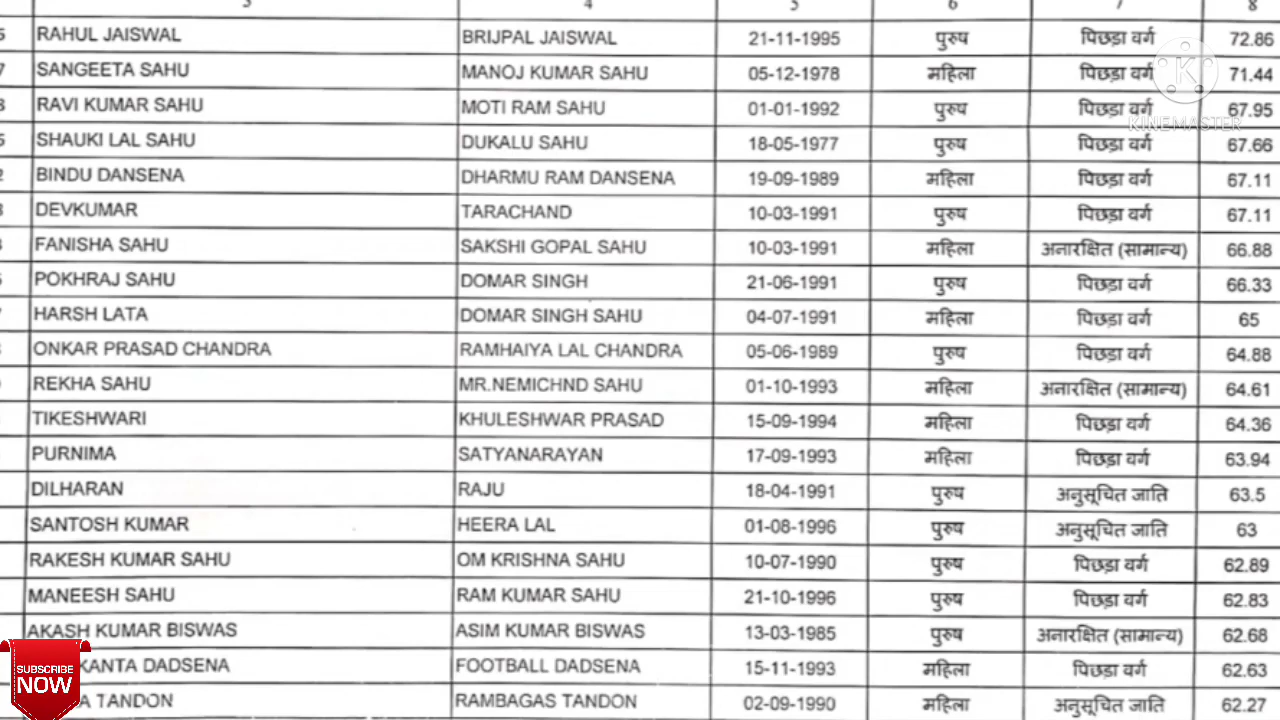 3 4 5 6 7 8
RAHUL JAISWAL BRIJPAL JAISWAL 21-11-1995 पुरुष पिछड़ा वर्ग 72.86
SANGEETA SAHU MANOJ KUMAR SAHU 05-12-1978 महिला पिछड़ा वर्ग 71.44
RAVI KUMAR SAHU MOTI RAM SAHU 01-01-1992 पुरुष पिछड़ा वर्ग 67.95
KINEMASTER
SHAUKI LAL SAHU DUKALU SAHU 18-05-1977 पुरुष पिछड़ा वर्ग 67.66
BINDU DANSENA DHARMU RAM DANSENA 19-09-1989 महिला पिछड़ा वर्ग 67.11
DEVKUMAR TARACHAND 10-03-1991 पुरुष पिछड़ा वर्ग 67.11
FANISHA SAHU SAKSHI GOPAL SAHU 10-03-1991 महिला अनारक्षित (सामान्य) 66.88
POKHRAJ SAHU DOMAR SINGH 21-06-1991 पुरुष पिछड़ा वर्ग 66.33
HARSH LATA DOMAR SINGH SAHU 04-07-1991 महिला पिछड़ा वर्ग 65
ONKAR PRASAD CHANDRA RAMHAIYA LAL CHANDRA 05-06-1989 पुरुष पिछड़ा वर्ग 64.88
REKHA SAHU MR.NEMICHND SAHU 01-10-1993 महिला अनारक्षित (सामान्य) 64.61
TIKESHWARI KHULESHWAR PRASAD 15-09-1994 महिला पिछड़ा वर्ग 64.36
PURNIMA SATYANARAYAN 17-09-1993 महिला पिछड़ा वर्ग 63.94
DILHARAN RAJU 18-04-1991 पुरुष अनुसूचित जाति 63.5
SANTOSH KUMAR HEERA LAL 01-08-1996 पुरुष अनुसूचित जाति 63
RAKESH KUMAR SAHU OM KRISHNA SAHU 10-07-1990 पुरुष पिछड़ा वर्ग 62.89
MANEESH SAHU RAM KUMAR SAHU 21-10-1996 पुरुष पिछड़ा वर्ग 62.83
AKASH KUMAR BISWAS ASIM KUMAR BISWAS 13-03-1985 पुरुष अनारक्षित (सामान्य) 62.68
KANTA DADSENA FOOTBALL DADSENA 15-11-1993 महिला पिछड़ा वर्ग 62.63
TANDON RAMBAGAS TANDON 02-09-1990 महिला अनुसूचित जाति 62.27
SUBSCRIBE
NOW